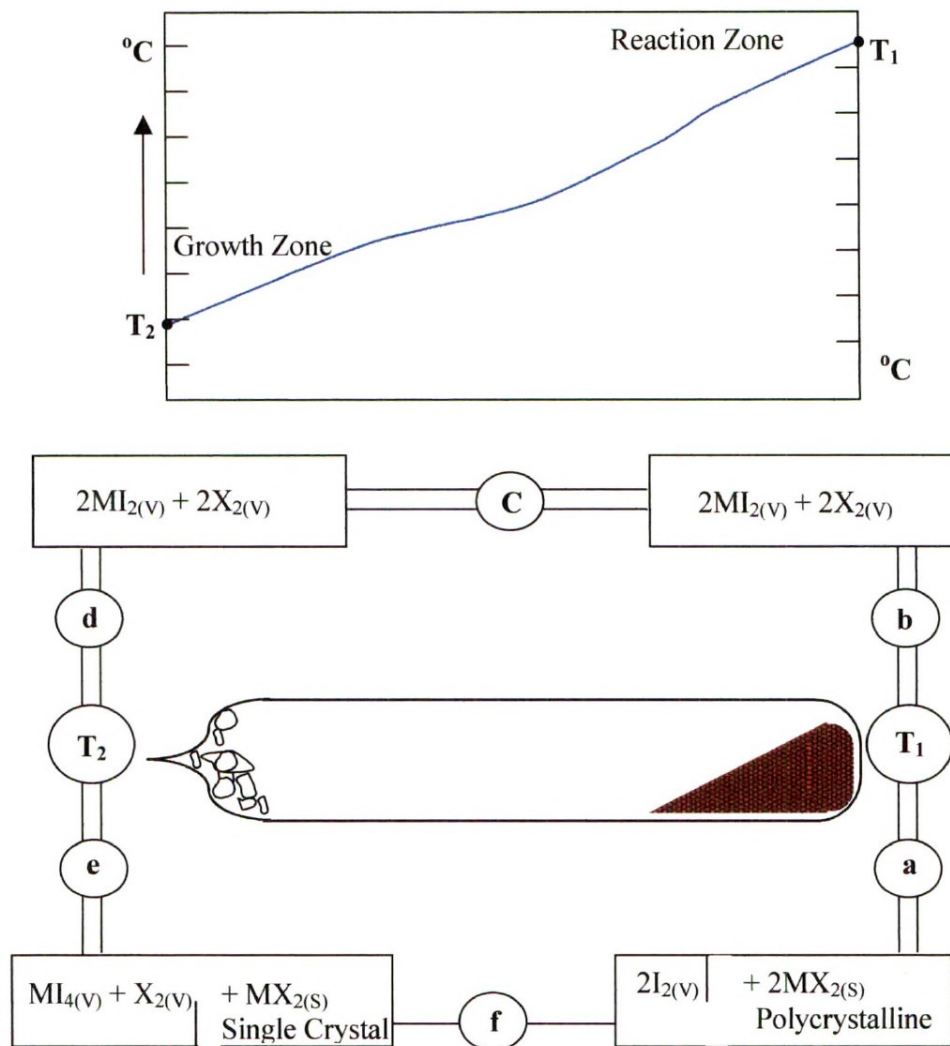 °C
Reaction Zone
T₁
Growth Zone
T₂
°C
2MI₂(V) + 2X₂(V)
C
2MI₂(V) + 2X₂(V)
d
b
T₂
T₁
e
a
MI₄(V) + X₂(V) + MX₂(S)
Single Crystal
f
2I₂(V) + 2MX₂(S)
Polycrystalline